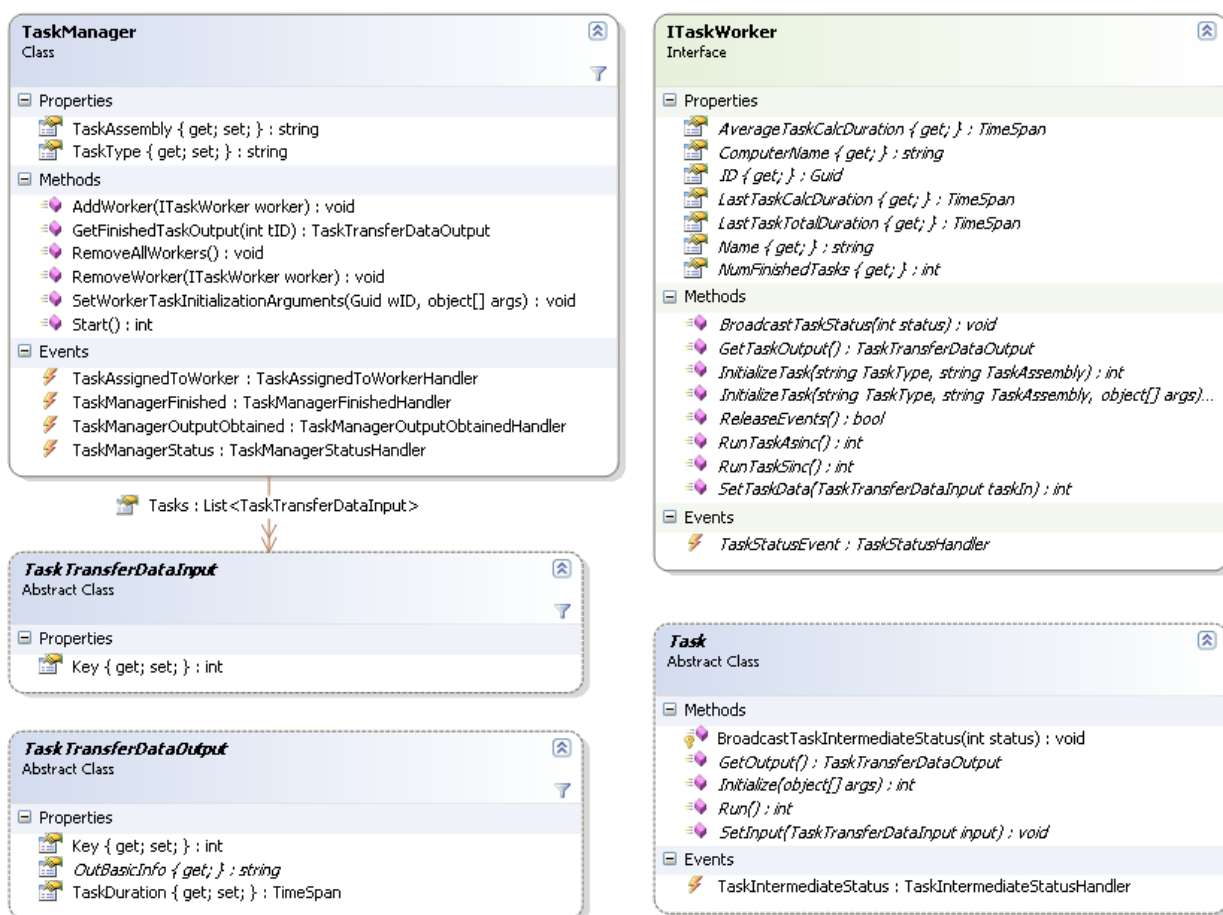 TaskManager
Class
Properties
TaskAssembly { get; set; } : string
TaskType { get; set; } : string
Methods
AddWorker(ITaskWorker worker) : void
GetFinishedTaskOutput(int tID) : TaskTransferDataOutput
RemoveAllWorkers() : void
RemoveWorker(ITaskWorker worker) : void
SetWorkerTaskInitializationArguments(Guid wID, object[] args) : void
Start() : int
Events
TaskAssignedToWorker : TaskAssignedToWorkerHandler
TaskManagerFinished : TaskManagerFinishedHandler
TaskManagerOutputObtained : TaskManagerOutputObtainedHandler
TaskManagerStatus : TaskManagerStatusHandler
Tasks : List<TaskTransferDataInput>
TaskTransferDataInput
Abstract Class
Properties
Key { get; set; } : int
TaskTransferDataOutput
Abstract Class
Properties
Key { get; set; } : int
OutBasicInfo { get; } : string
TaskDuration { get; set; } : TimeSpan
ITaskWorker
Interface
Properties
AverageTaskCalcDuration { get; } : TimeSpan
ComputerName { get; } : string
ID { get; } : Guid
LastTaskCalcDuration { get; } : TimeSpan
LastTaskTotalDuration { get; } : TimeSpan
Name { get; } : string
NumFinishedTasks { get; } : int
Methods
BroadcastTaskStatus(int status) : void
GetTaskOutput() : TaskTransferDataOutput
InitializeTask(string TaskType, string TaskAssembly) : int
InitializeTask(string TaskType, string TaskAssembly, object[] args)...
ReleaseEvents() : bool
RunTaskAsinc() : int
RunTaskSinc() : int
SetTaskData(TaskTransferDataInput taskIn) : int
Events
TaskStatusEvent : TaskStatusHandler
Task
Abstract Class
Methods
BroadcastTaskIntermediateStatus(int status) : void
GetOutput() : TaskTransferDataOutput
Initialize(object[] args) : int
Run() : int
SetInput(TaskTransferDataInput input) : void
Events
TaskIntermediateStatus : TaskIntermediateStatusHandler